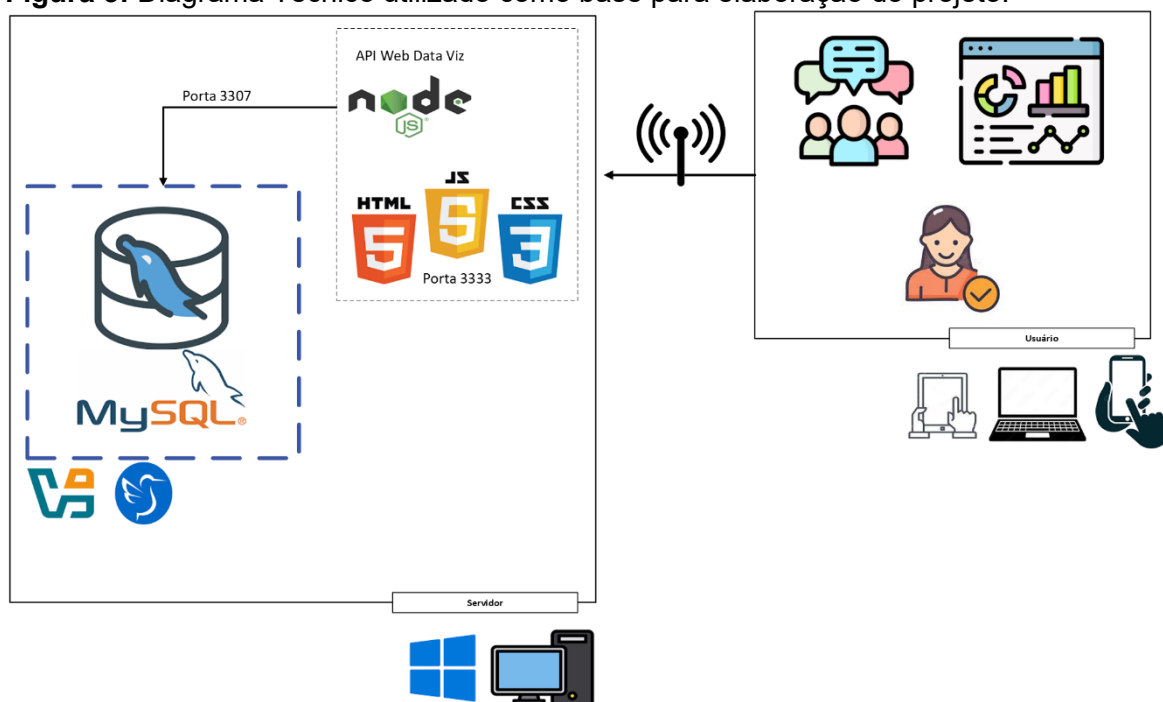 Figura 3: Diagrama Técnico utilizado como base para elaboração do projeto.
API Web Data Viz
node
JS
Porta 3307
JS
HTML
CSS
5
5
3
Porta 3333
MySQL®
Usuário
Servidor